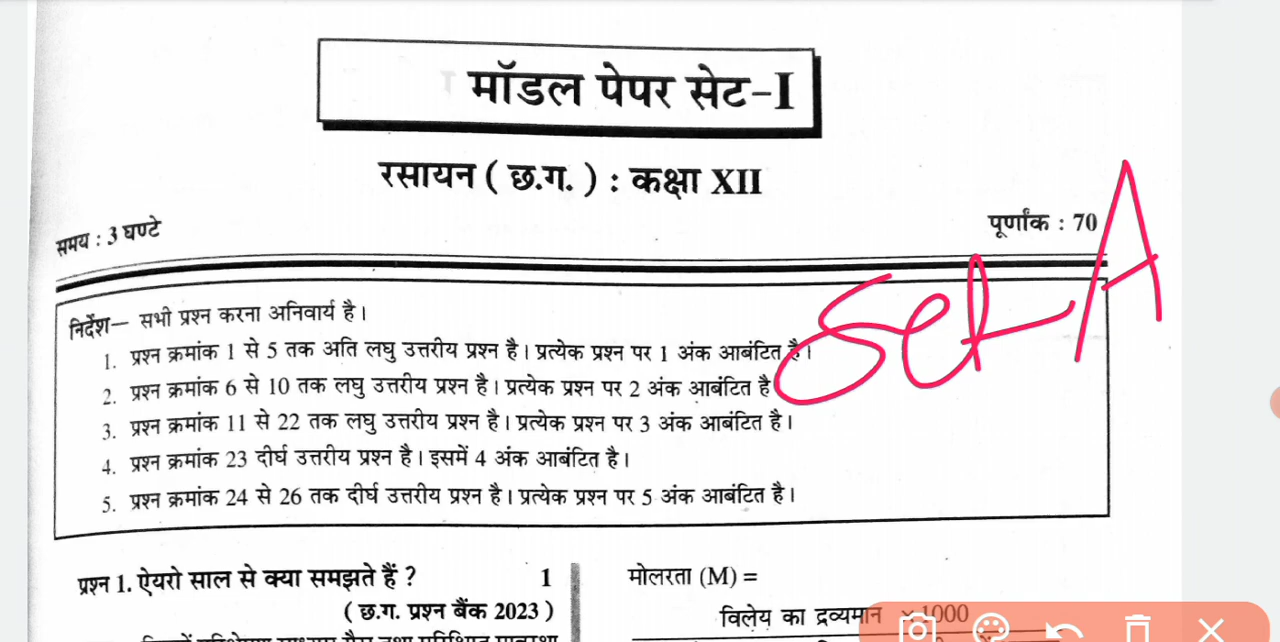 मॉडल पेपर सेट-I
रसायन ( छ.ग. ) : कक्षा XII
समय : 3 घण्टे
पूर्णांक : 70
Set-A
निर्देश— सभी प्रश्न करना अनिवार्य है।
1. प्रश्न क्रमांक 1 से 5 तक अति लघु उत्तरीय प्रश्न है। प्रत्येक प्रश्न पर 1 अंक आबंटित है।
2. प्रश्न क्रमांक 6 से 10 तक लघु उत्तरीय प्रश्न है। प्रत्येक प्रश्न पर 2 अंक आबंटित है
3. प्रश्न क्रमांक 11 से 22 तक लघु उत्तरीय प्रश्न है। प्रत्येक प्रश्न पर 3 अंक आबंटित है।
4. प्रश्न क्रमांक 23 दीर्घ उत्तरीय प्रश्न है। इसमें 4 अंक आबंटित है।
5. प्रश्न क्रमांक 24 से 26 तक दीर्घ उत्तरीय प्रश्न है। प्रत्येक प्रश्न पर 5 अंक आबंटित है।
प्रश्न 1. ऐयरो साल से क्या समझते हैं ? 1
( छ.ग. प्रश्न बैंक 2023 )
मोलरता (M) =
विलेय का द्रव्यमान × 1000